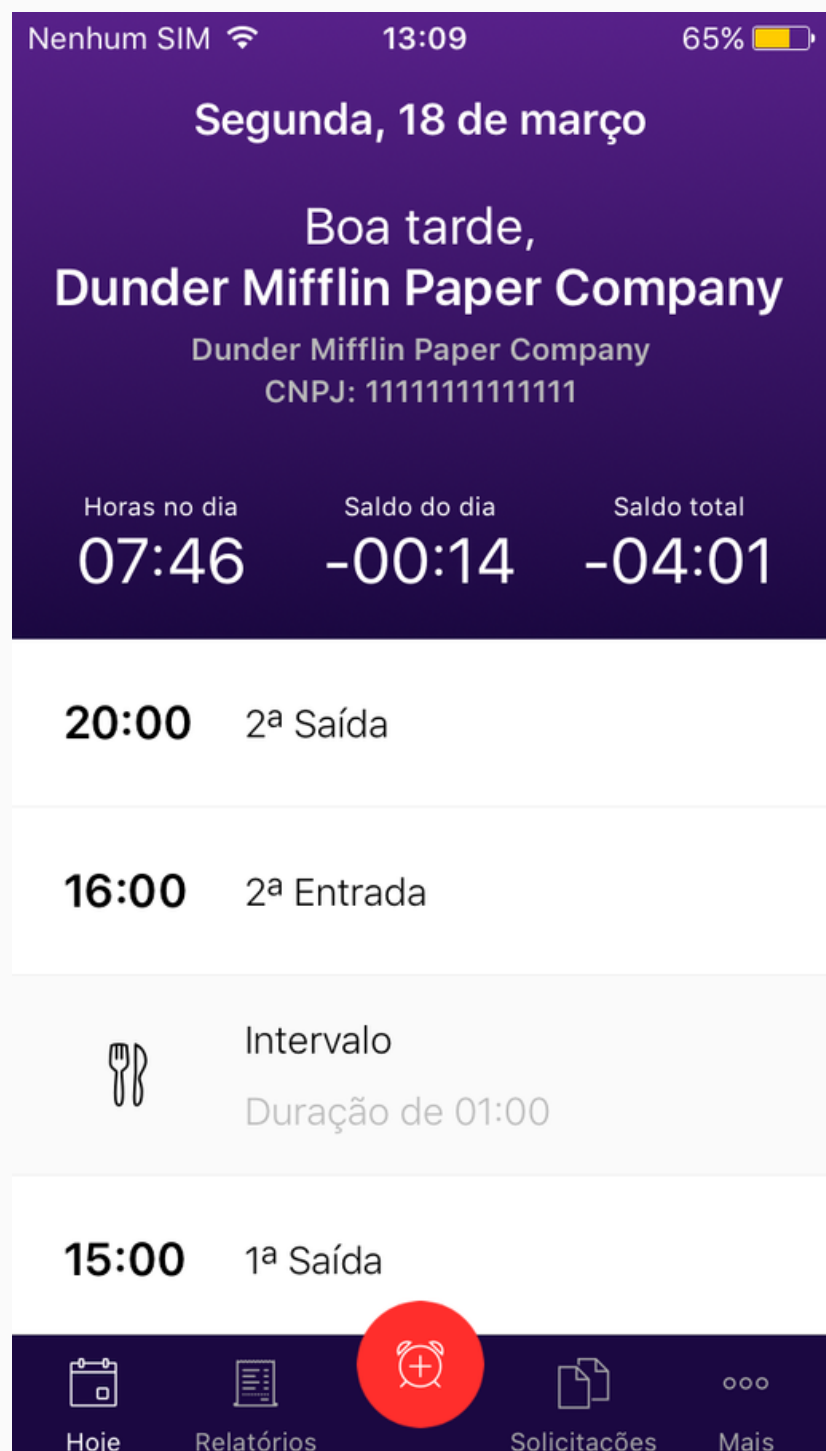 Nenhum SIM 13:09 65%
Segunda, 18 de março
Boa tarde,
Dunder Mifflin Paper Company
Dunder Mifflin Paper Company
CNPJ: 11111111111111
Horas no dia Saldo do dia Saldo total
07:46 -00:14 -04:01
20:00 2ª Saída
16:00 2ª Entrada
Intervalo
Duração de 01:00
15:00 1ª Saída
Hoje Relatórios Solicitações Mais